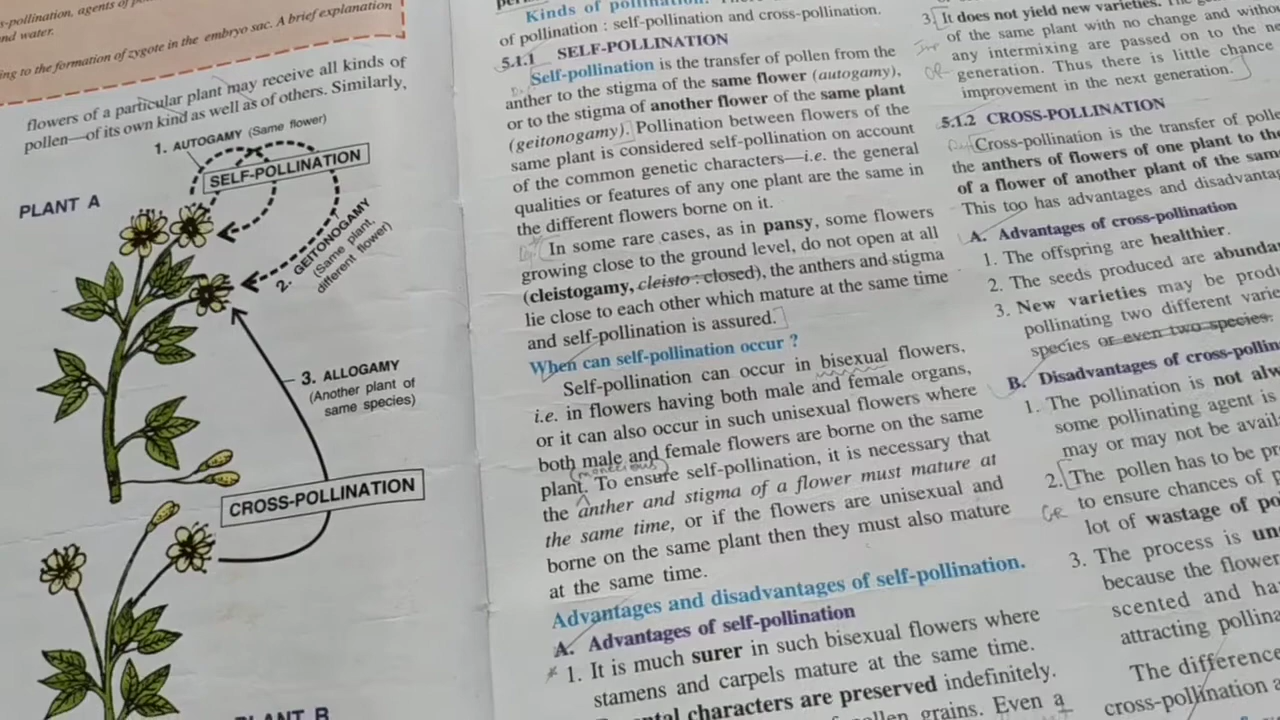 s-pollination, agents of
nd water.
ing to the formation of zygote in the embryo sac. A brief explanation
flowers of a particular plant may receive all kinds of
pollen—of its own kind as well as of others. Similarly,
1. AUTOGAMY (Same flower)
SELF-POLLINATION
PLANT A
2. GEITONOGAMY
(Same plant,
different flower)
3. ALLOGAMY
(Another plant of
same species)
CROSS-POLLINATION
PLANT B
Kinds of pollination.
of pollination : self-pollination and cross-pollination.
5.1.1 SELF-POLLINATION
Self-pollination is the transfer of pollen from the
anther to the stigma of the same flower (autogamy),
or to the stigma of another flower of the same plant
(geitonogamy). Pollination between flowers of the
same plant is considered self-pollination on account
of the common genetic characters—i.e. the general
qualities or features of any one plant are the same in
the different flowers borne on it.
In some rare cases, as in pansy, some flowers
growing close to the ground level, do not open at all
(cleistogamy, cleisto : closed), the anthers and stigma
lie close to each other which mature at the same time
and self-pollination is assured.
When can self-pollination occur ?
Self-pollination can occur in bisexual flowers,
i.e. in flowers having both male and female organs,
or it can also occur in such unisexual flowers where
both male and female flowers are borne on the same
(monecious)
plant. To ensure self-pollination, it is necessary that
the anther and stigma of a flower must mature at
the same time, or if the flowers are unisexual and
borne on the same plant then they must also mature
at the same time.
Advantages and disadvantages of self-pollination.
A. Advantages of self-pollination
* 1. It is much surer in such bisexual flowers where
stamens and carpels mature at the same time.
characters are preserved indefinitely.
grains. Even a
3. It does not yield new varieties.
of the same plant with no change and
any intermixing are passed on to the
OR generation. Thus there is little chance
improvement in the next generation.
5.1.2 CROSS-POLLINATION
Cross-pollination is the transfer of
the anthers of flowers of one plant to the
of a flower of another plant of the
This too has advantages and
A. Advantages of cross-pollination
1. The offspring are healthier.
2. The seeds produced are
3. New varieties may be
pollinating two different
species or even two species.
B. Disadvantages of
1. The pollination is not
some pollinating agent is
may or may not be
2. The pollen has to be
OR to ensure chances of
lot of wastage of
3. The process is
because the
scented and
attracting
The
cross-pollination